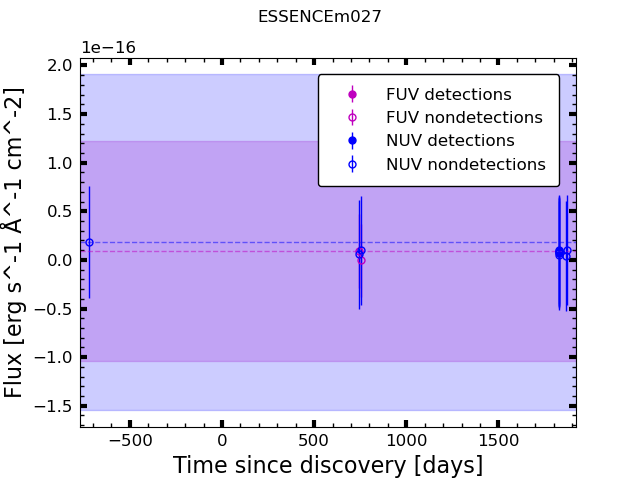 ESSENCEm027
1e−16
2.0
1.5
1.0
0.5
0.0
−0.5
−1.0
−1.5
Flux [erg s^-1 Å^-1 cm^-2]
FUV detections
FUV nondetections
NUV detections
NUV nondetections
−500
0
500
1000
1500
Time since discovery [days]